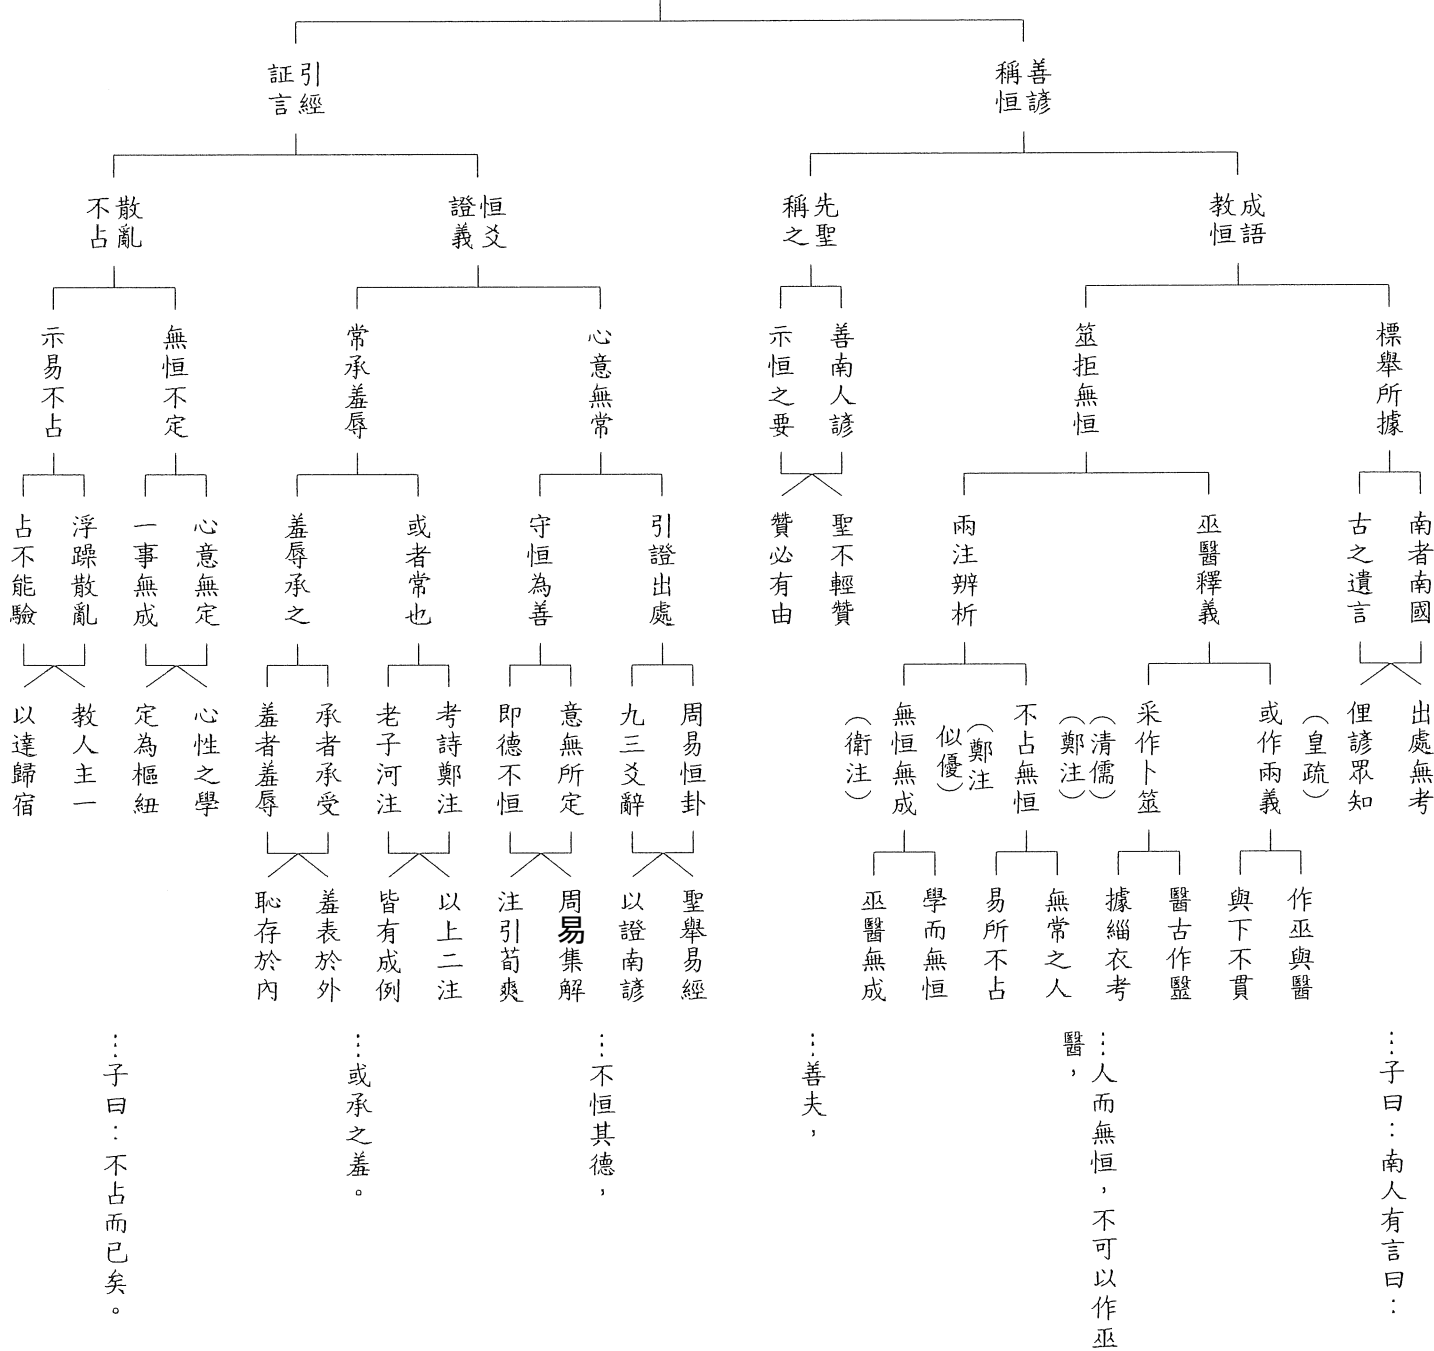 善諺
稱恒
引經
証言
成語
教恒
先聖
稱之
恒爻
證義
散亂
不占
標舉所據
筮拒無恒
善南人諺
示恒之要
心意無常
常承羞辱
無恒不定
示易不占
南者南國
古之遺言
巫醫釋義
兩注辨析
聖不輕贊
贊必有由
引證出處
守恒為善
或者常也
羞辱承之
心意無定
一事無成
浮躁散亂
占不能驗
出處無考
俚諺眾知
(皇疏)
或作兩義
采作卜筮
(清儒)
(鄭注)
不占無恒
(鄭注
似優)
無恒無成
(衛注)
周易恒卦
九三爻辭
意無所定
即德不恒
考詩鄭注
老子河注
承者承受
羞者羞辱
心性之學
定為樞紐
教人主一
以達歸宿
作巫與醫
與下不貫
醫古作毉
據緇衣考
無常之人
易所不占
學而無恒
巫醫無成
聖舉易經
以證南諺
周易集解
注引荀爽
以上二注
皆有成例
羞表於外
恥存於內
…子曰：南人有言曰：
…人而無恒，不可以作巫
醫，
…善夫，
…不恒其德，
…或承之羞。
…子曰：不占而已矣。